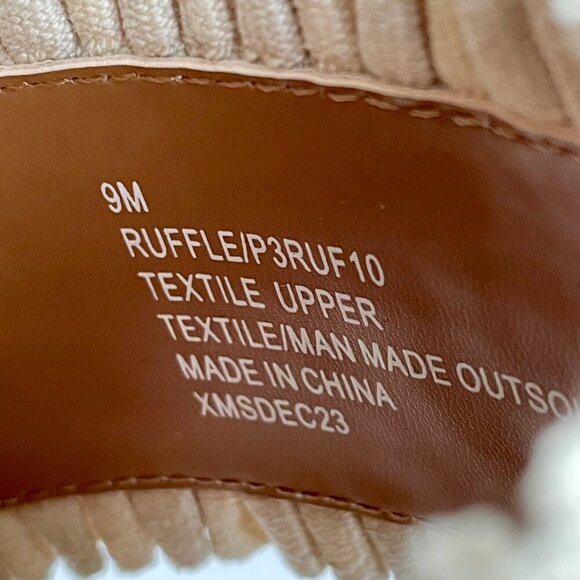 9M
RUFFLE/P3RUF10
TEXTILE UPPER
TEXTILE/MAN MADE OUTSO
MADE IN CHINA
XMSDEC23